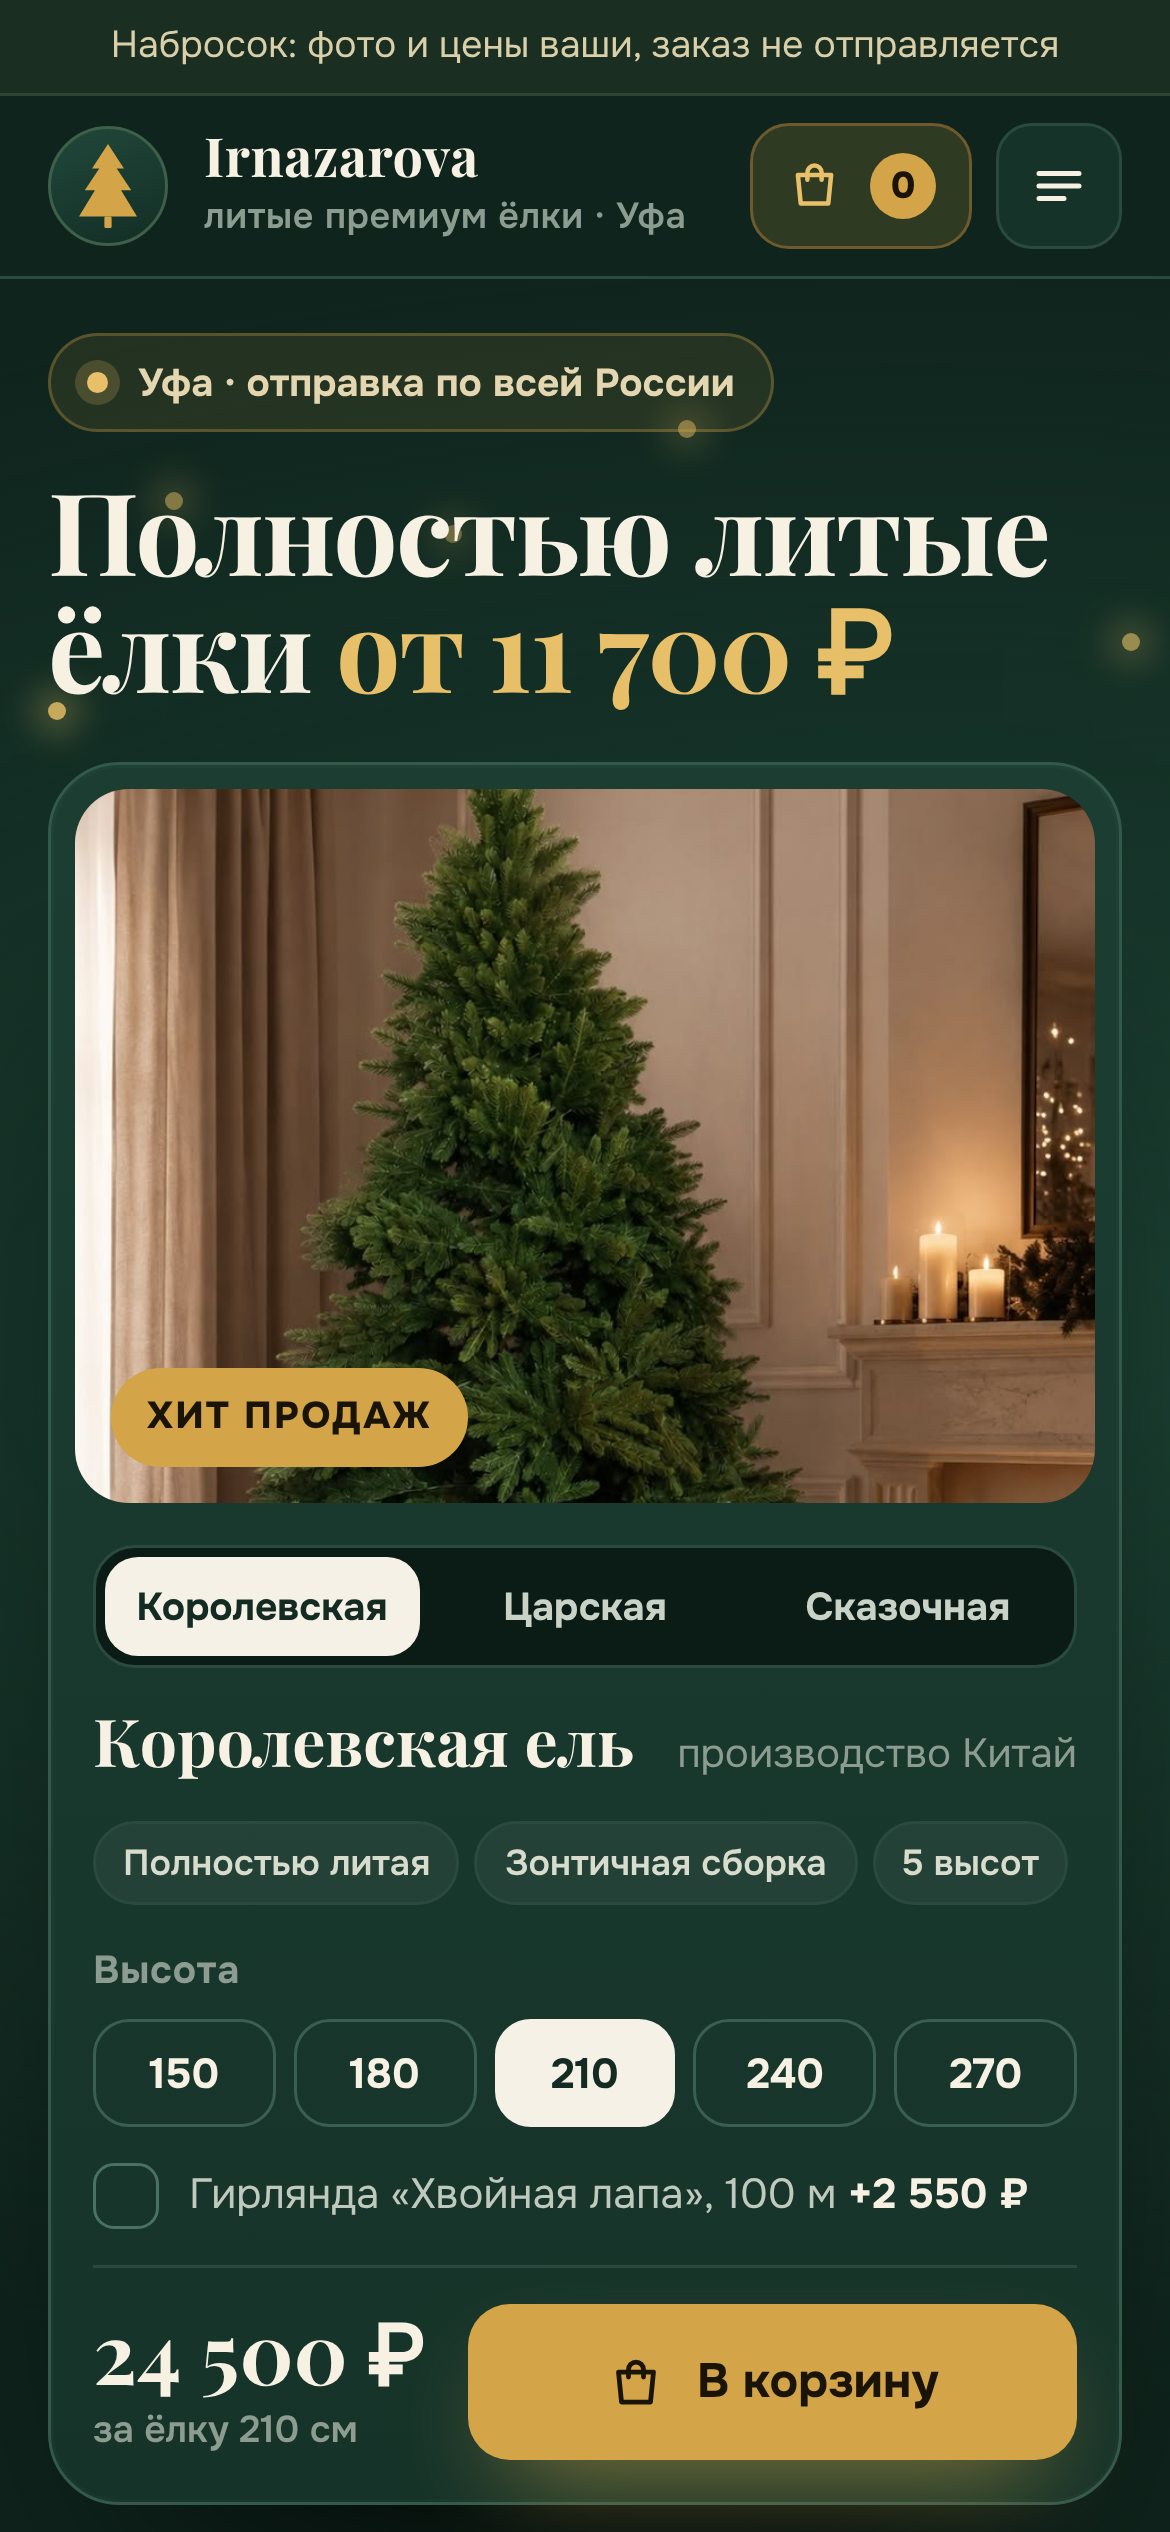 Набросок: фото и цены ваши, заказ не отправляется
Irnazarova
литые премиум ёлки · Уфа
0
Уфа · отправка по всей России
Полностью литые
ёлки от 11 700 ₽
ХИТ ПРОДАЖ
Королевская Царская Сказочная
Королевская ель производство Китай
Полностью литая Зонтичная сборка 5 высот
Высота
150 180 210 240 270
Гирлянда «Хвойная лапа», 100 м +2 550 ₽
24 500 ₽
В корзину
за ёлку 210 см